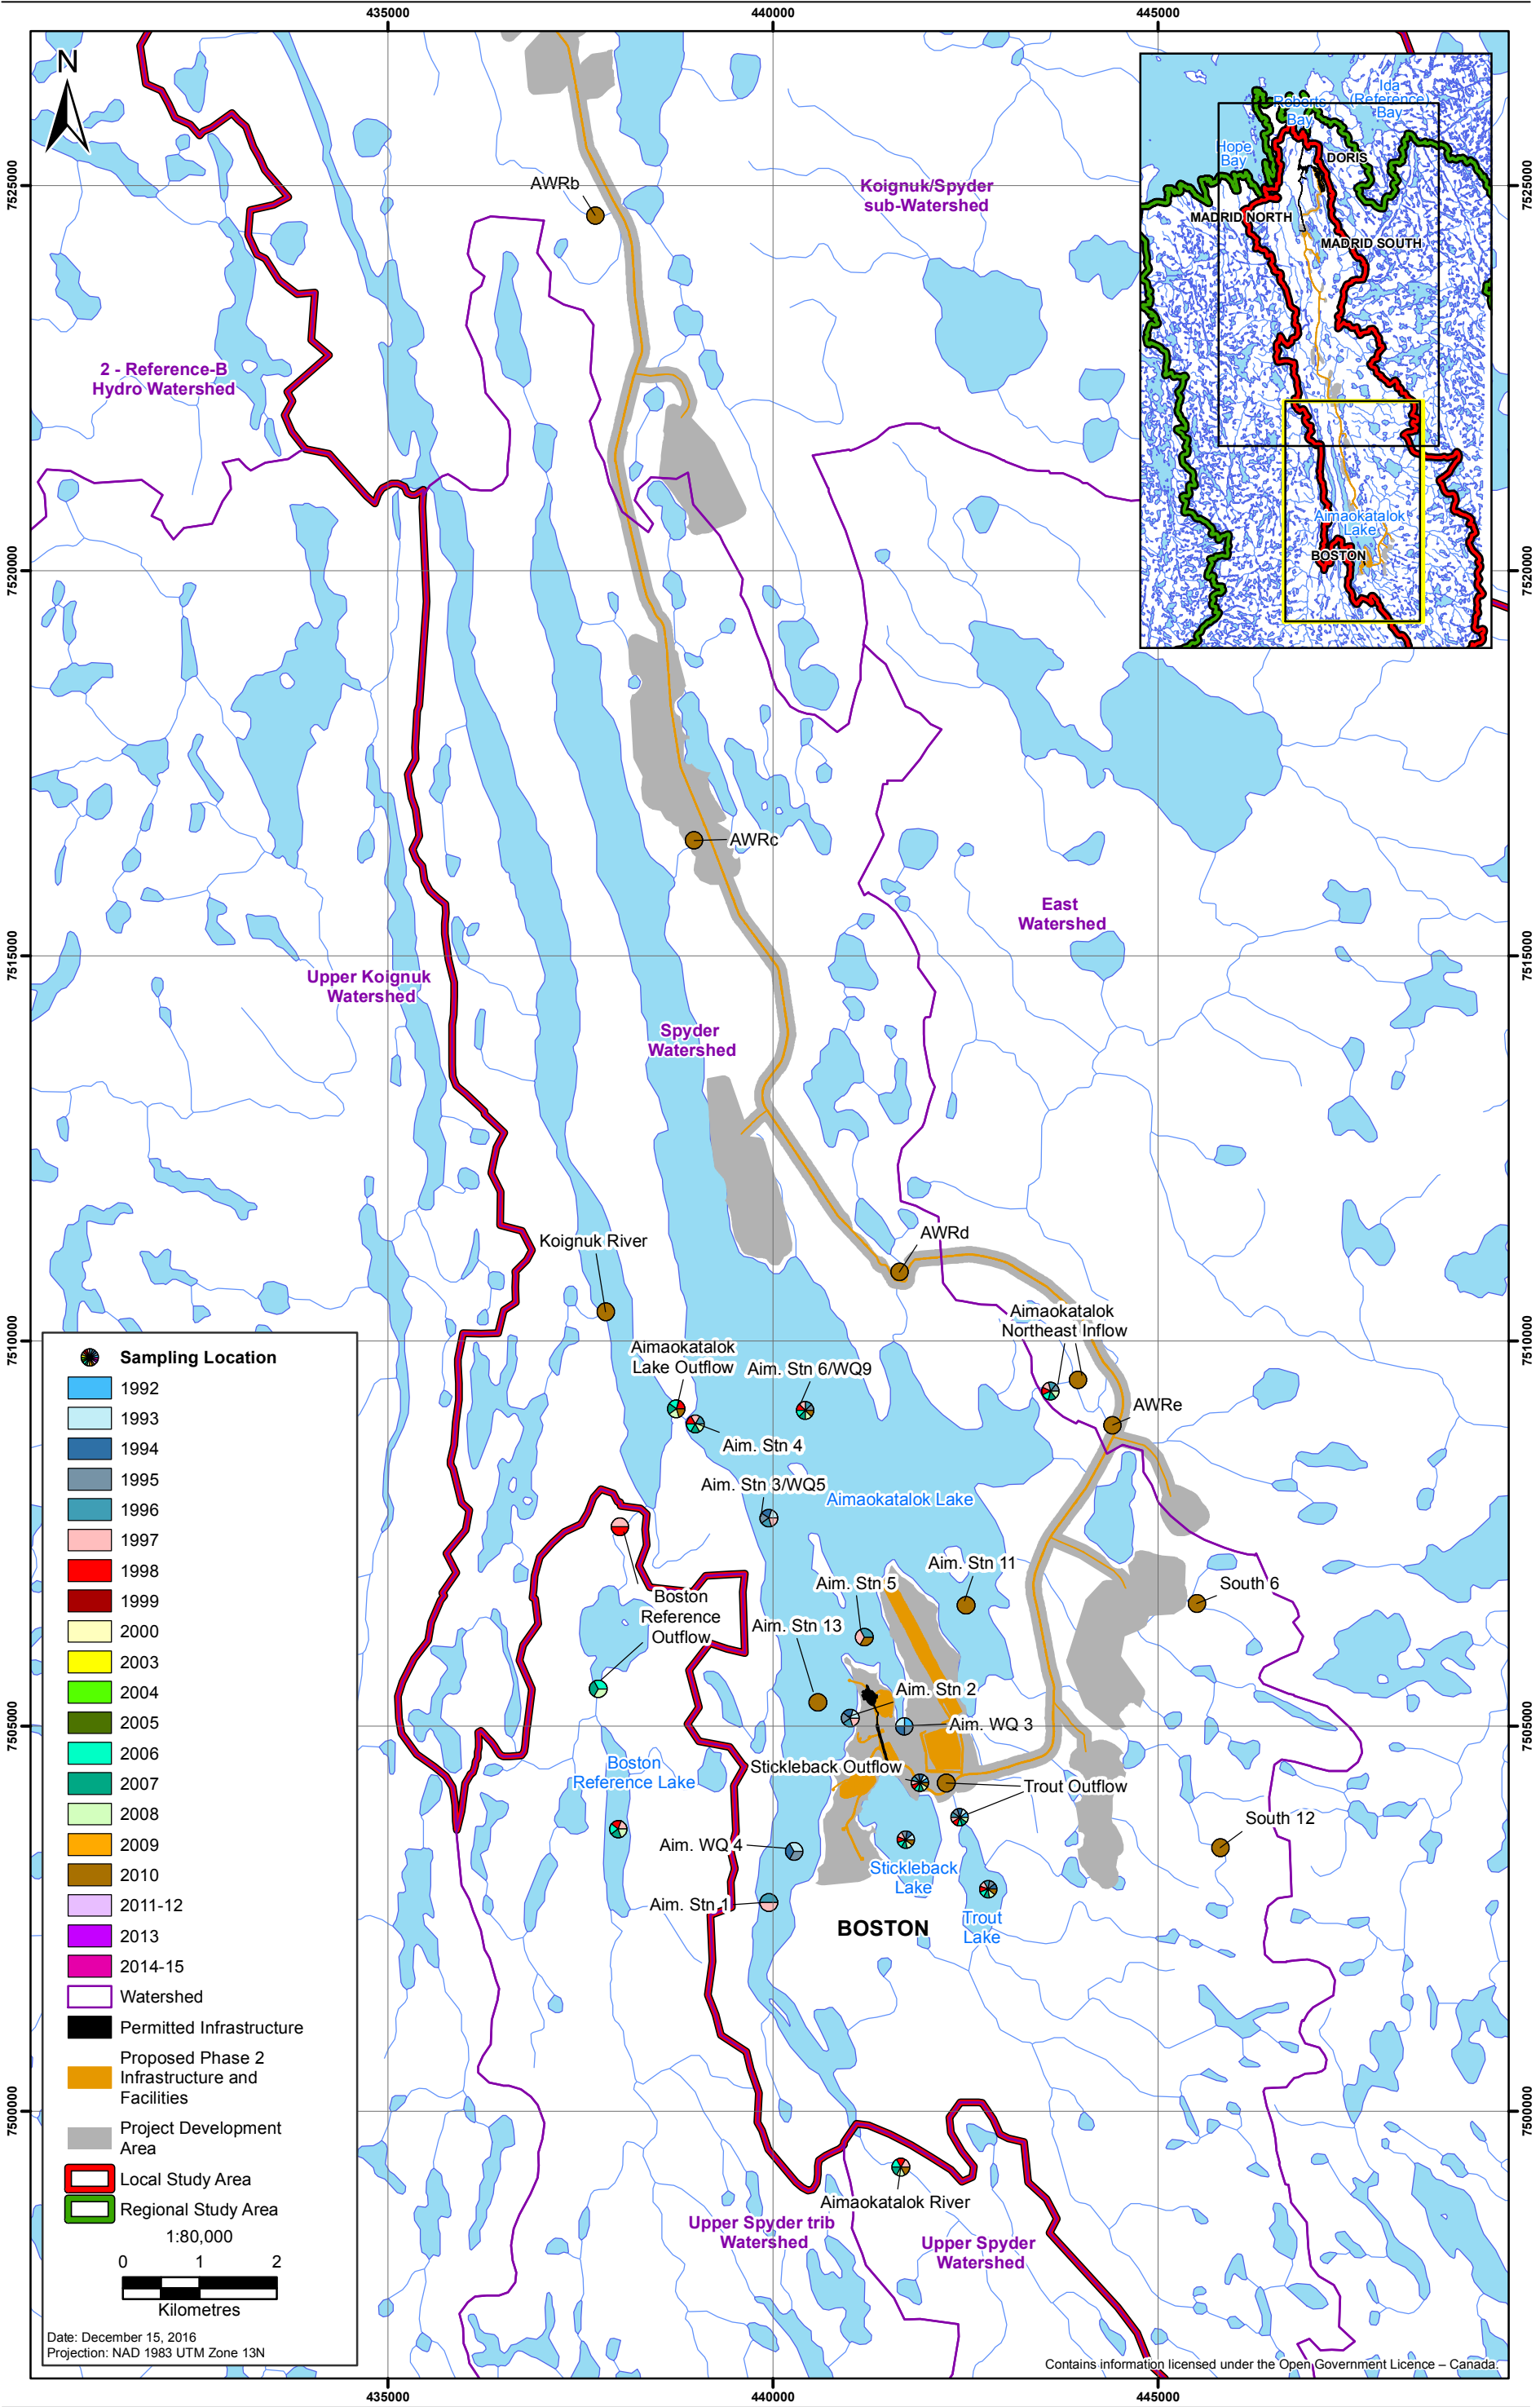 435000
440000
445000
N
7525000
7525000
AWRb
Koignuk/Spyder
sub-Watershed
Roberts
Bay
Ida
(Reference)
Bay
Hope
Bay
DORIS
MADRID NORTH
MADRID SOUTH
Aimaokatalok
Lake
BOSTON
2 - Reference-B
Hydro Watershed
7520000
7520000
AWRc
East
Watershed
7515000
7515000
Upper Koignuk
Watershed
Spyder
Watershed
Koignuk River
AWRd
Aimaokatalok
Northeast Inflow
7510000
7510000
Aimaokatalok
Lake Outflow
Aim. Stn 6/WQ9
AWRe
Aim. Stn 4
Aim. Stn 3/WQ5
Aimaokatalok Lake
Aim. Stn 11
Aim. Stn 5
South 6
Boston
Reference
Outflow
Aim. Stn 13
Aim. Stn 2
Aim. WQ 3
7505000
7505000
Boston
Reference Lake
Stickleback Outflow
Trout Outflow
South 12
Aim. WQ 4
Stickleback
Lake
Aim. Stn 1
Trout
Lake
BOSTON
7500000
7500000
Aimaokatalok River
Upper Spyder trib
Watershed
Upper Spyder
Watershed
Sampling Location
1992
1993
1994
1995
1996
1997
1998
1999
2000
2003
2004
2005
2006
2007
2008
2009
2010
2011-12
2013
2014-15
Watershed
Permitted Infrastructure
Proposed Phase 2
Infrastructure and
Facilities
Project Development
Area
Local Study Area
Regional Study Area
1:80,000
0 1 2
Kilometres
Date: December 15, 2016
Projection: NAD 1983 UTM Zone 13N
Contains information licensed under the Open Government Licence – Canada.
435000
440000
445000